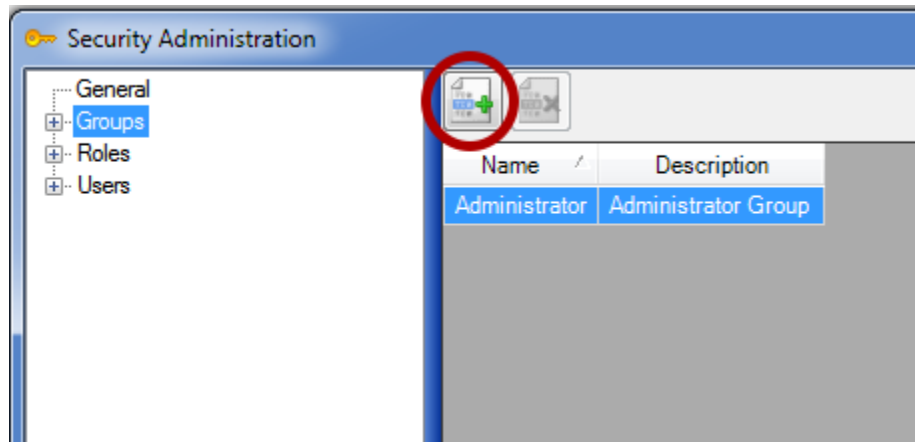 Security Administration
General
Groups
Roles
Users
Name Description
Administrator Administrator Group